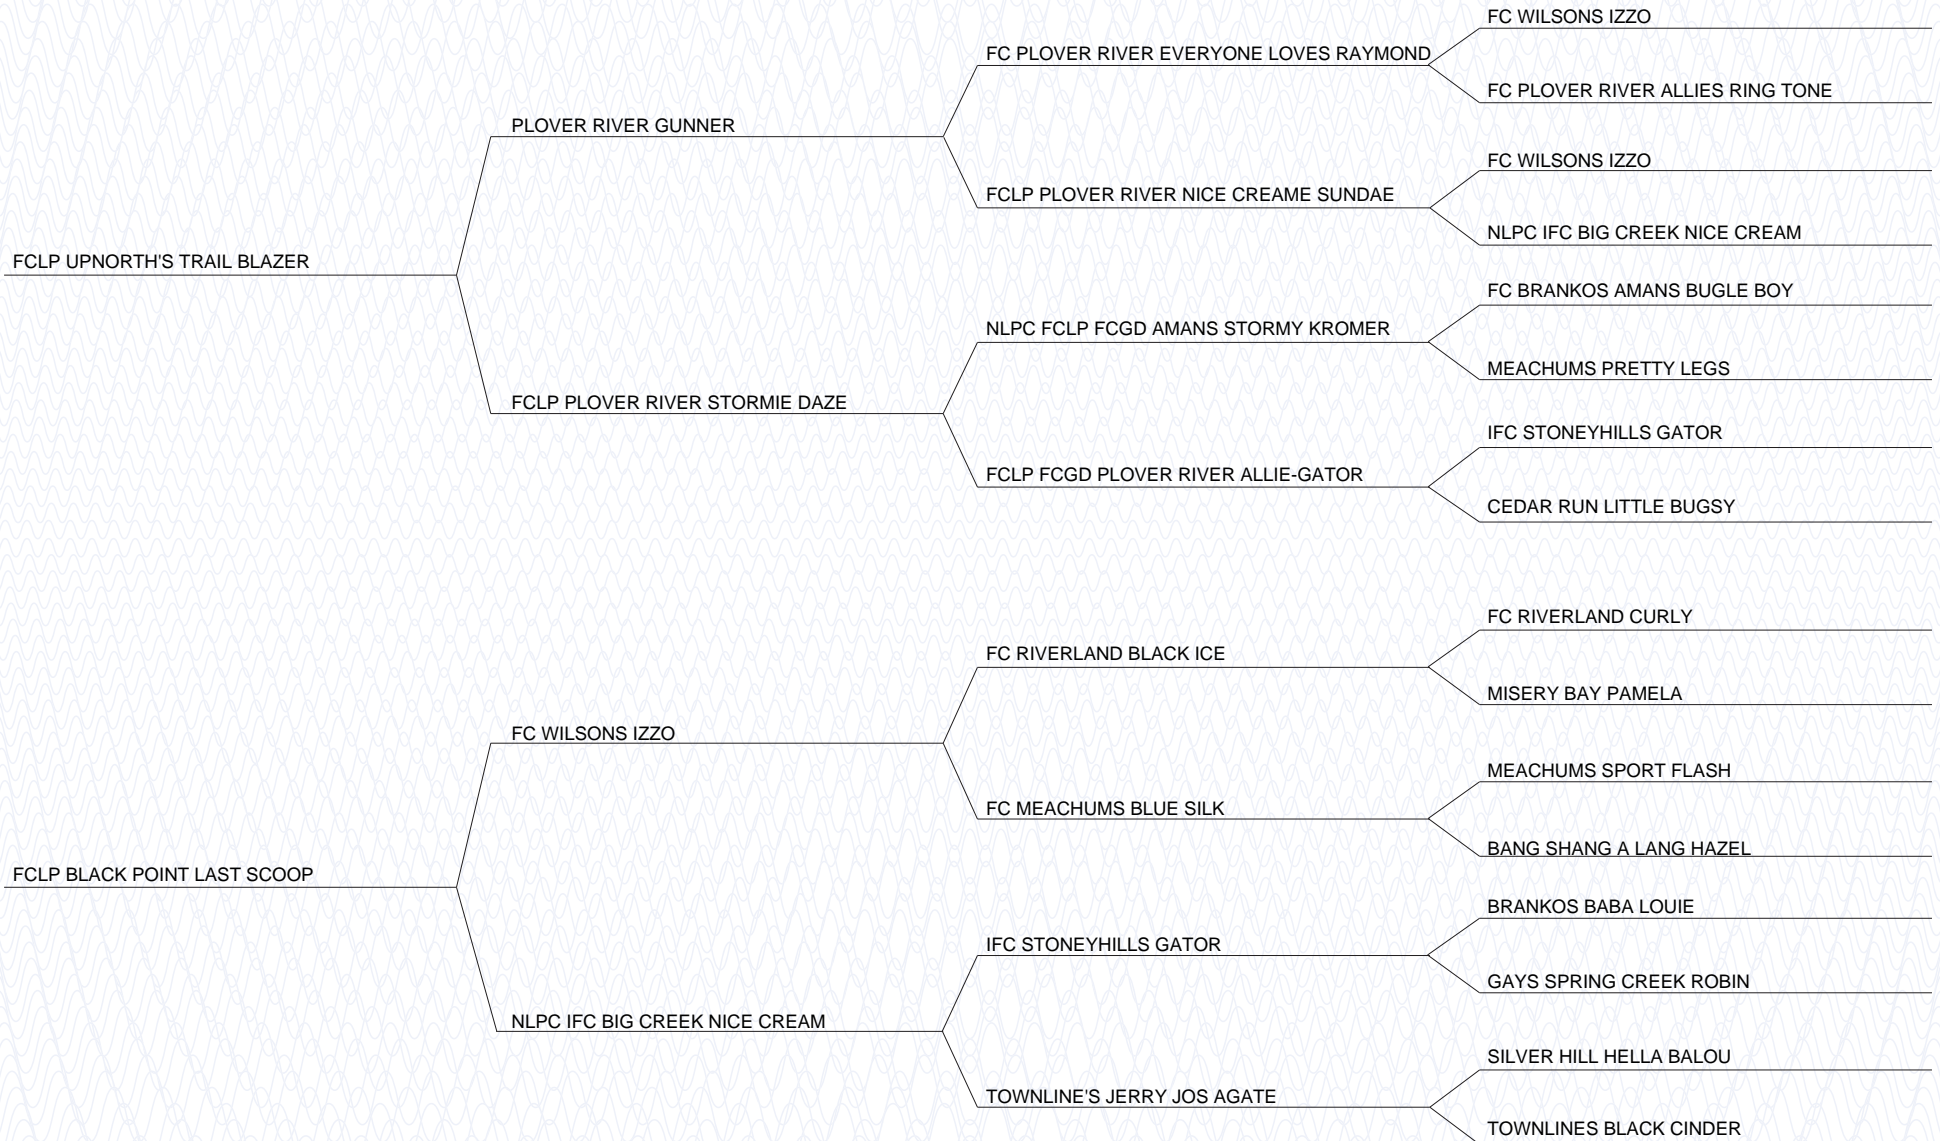 FC WILSONS IZZO
FC PLOVER RIVER EVERYONE LOVES RAYMOND
FC PLOVER RIVER ALLIES RING TONE
PLOVER RIVER GUNNER
FC WILSONS IZZO
FCLP PLOVER RIVER NICE CREAME SUNDAE
NLPC IFC BIG CREEK NICE CREAM
FCLP UPNORTH'S TRAIL BLAZER
FC BRANKOS AMANS BUGLE BOY
NLPC FCLP FCGD AMANS STORMY KROMER
MEACHUMS PRETTY LEGS
FCLP PLOVER RIVER STORMIE DAZE
IFC STONEYHILLS GATOR
FCLP FCGD PLOVER RIVER ALLIE-GATOR
CEDAR RUN LITTLE BUGSY
FC RIVERLAND CURLY
FC RIVERLAND BLACK ICE
MISERY BAY PAMELA
FC WILSONS IZZO
MEACHUMS SPORT FLASH
FC MEACHUMS BLUE SILK
BANG SHANG A LANG HAZEL
FCLP BLACK POINT LAST SCOOP
BRANKOS BABA LOUIE
IFC STONEYHILLS GATOR
GAYS SPRING CREEK ROBIN
NLPC IFC BIG CREEK NICE CREAM
SILVER HILL HELLA BALOU
TOWNLINE'S JERRY JOS AGATE
TOWNLINES BLACK CINDER